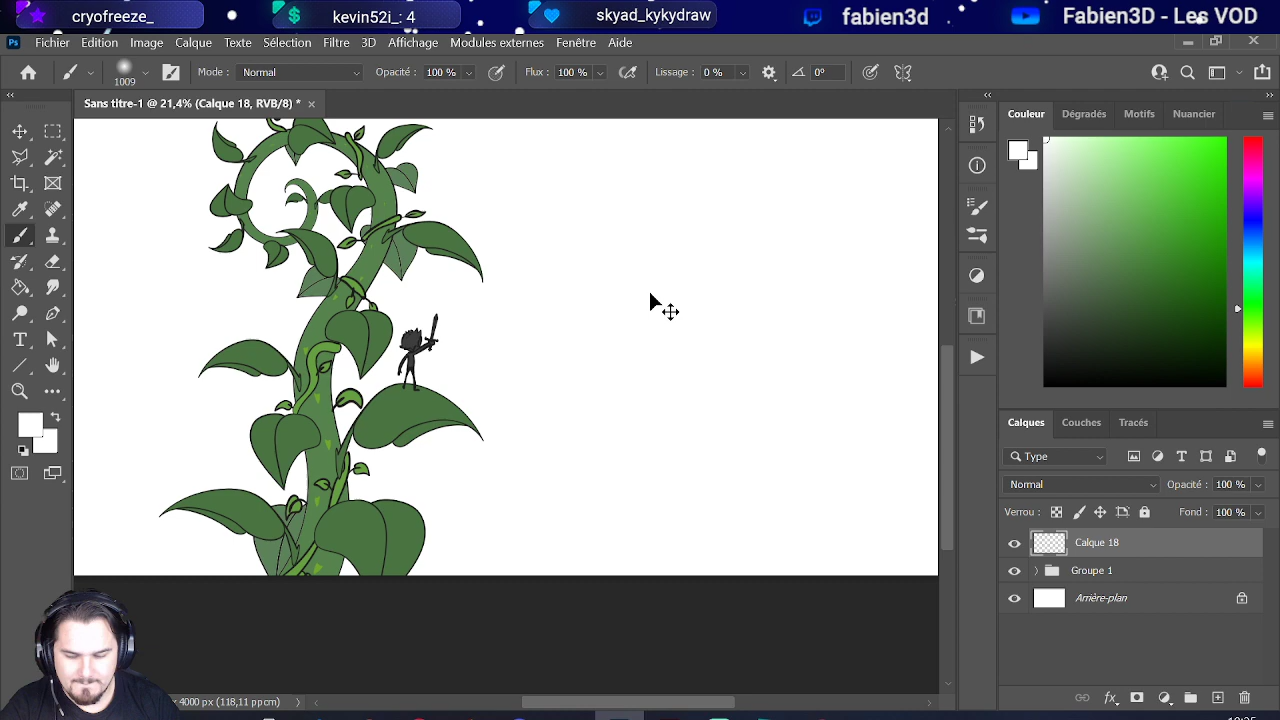 cryofreeze_
kevin52i_: 4
skyad_kykydraw
fabien3d
Fabien3D - Les VOD
Ps
Fichier Edition Image Calque Texte Sélection Filtre 3D Affichage Modules externes Fenêtre Aide
1009
Mode : Normal
Opacité : 100 %
Flux : 100 %
Lissage : 0 %
0°
Sans titre-1 @ 21,4% (Calque 18, RVB/8) *
Couleur Dégradés Motifs Nuancier
Calques Couches Tracés
Type
Normal
Opacité : 100 %
Verrou :
Fond : 100 %
Calque 18
Groupe 1
Arrière-plan
4000 px (118,11 ppcm)